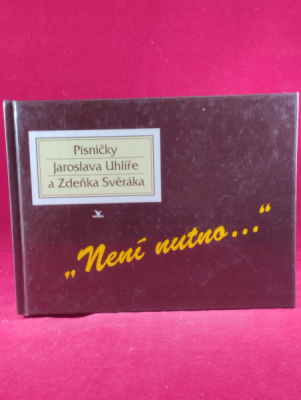 Písničky
Jaroslava Uhlíře
a Zdeňka Svěráka
„Není nutno...“